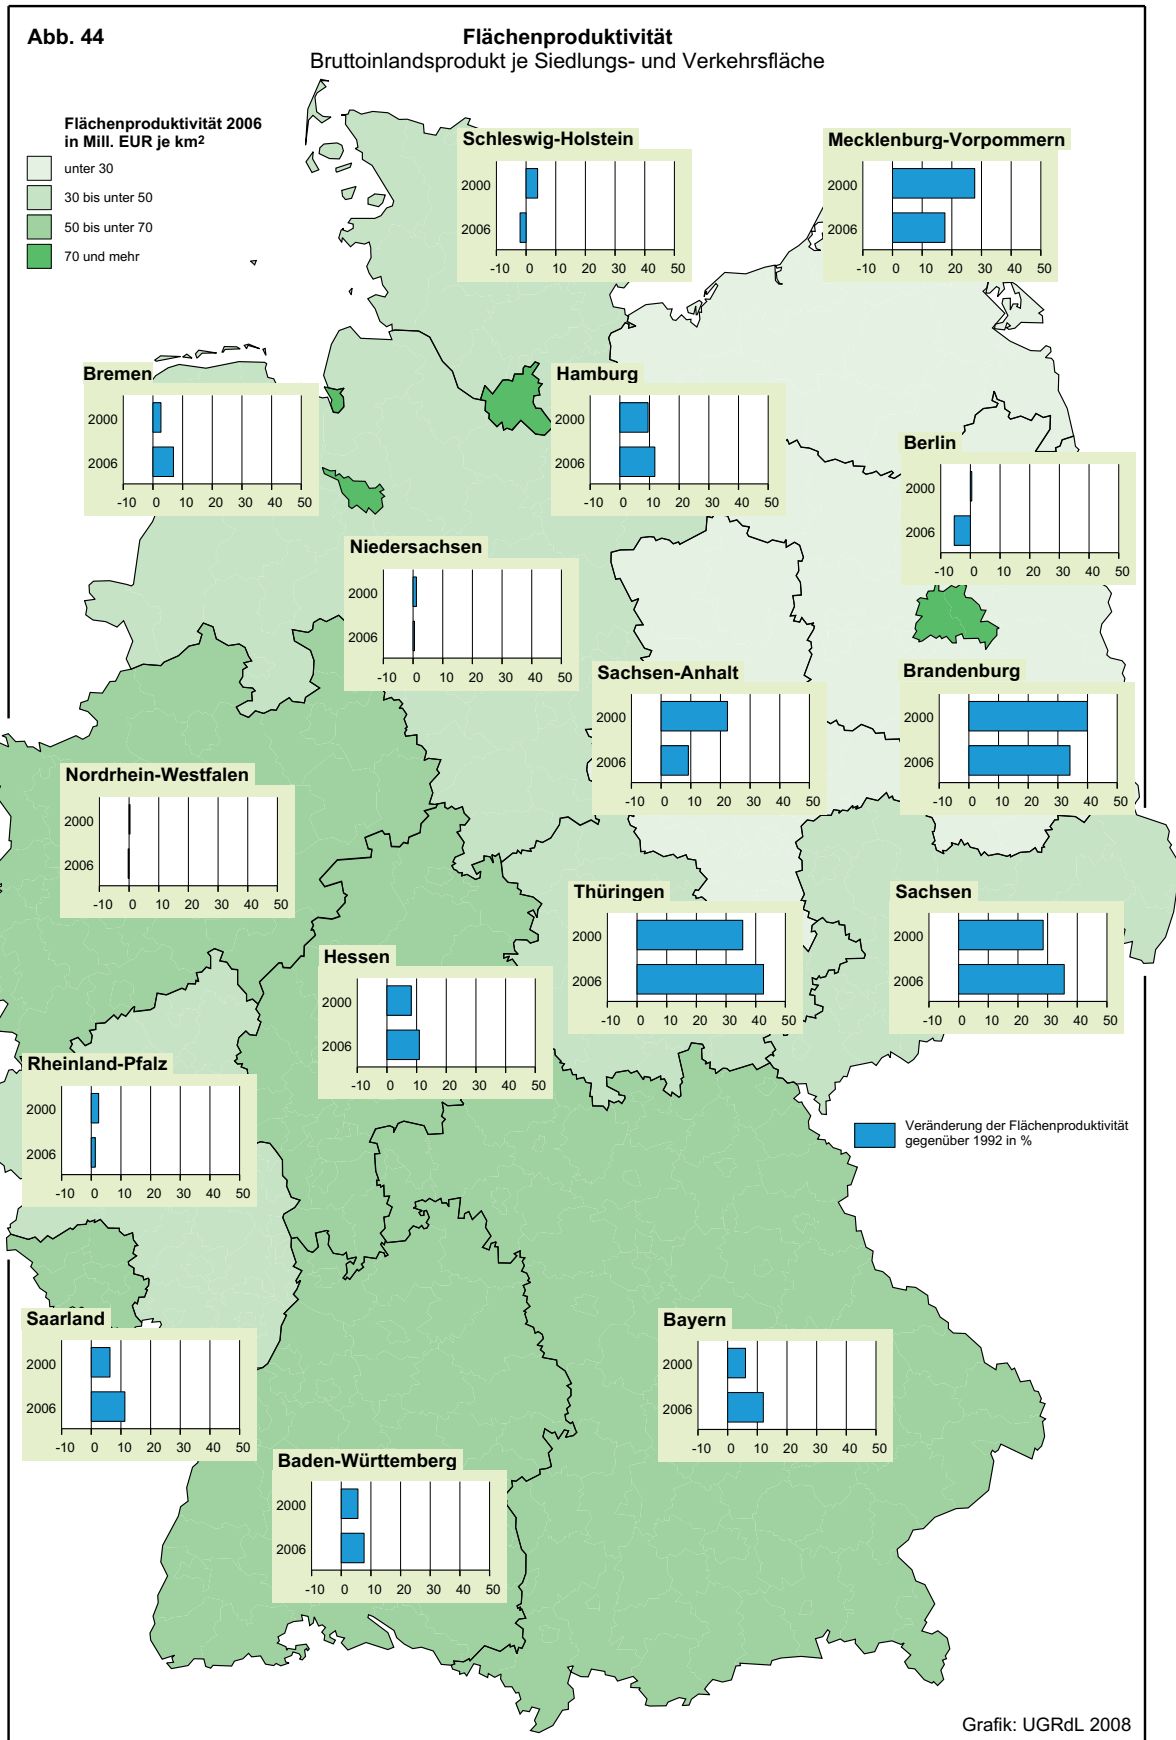 Abb. 44
Flächenproduktivität
Bruttoinlandsprodukt je Siedlungs- und Verkehrsfläche
Flächenproduktivität 2006
in Mill. EUR je km²
unter 30
30 bis unter 50
50 bis unter 70
70 und mehr
Schleswig-Holstein
2000
2006
-10 0 10 20 30 40 50
Mecklenburg-Vorpommern
2000
2006
-10 0 10 20 30 40 50
Bremen
2000
2006
-10 0 10 20 30 40 50
Hamburg
2000
2006
-10 0 10 20 30 40 50
Berlin
2000
2006
-10 0 10 20 30 40 50
Niedersachsen
2000
2006
-10 0 10 20 30 40 50
Sachsen-Anhalt
2000
2006
-10 0 10 20 30 40 50
Brandenburg
2000
2006
-10 0 10 20 30 40 50
Nordrhein-Westfalen
2000
2006
-10 0 10 20 30 40 50
Thüringen
2000
2006
-10 0 10 20 30 40 50
Sachsen
2000
2006
-10 0 10 20 30 40 50
Hessen
2000
2006
-10 0 10 20 30 40 50
Rheinland-Pfalz
2000
2006
-10 0 10 20 30 40 50
Veränderung der Flächenproduktivität
gegenüber 1992 in %
Saarland
2000
2006
-10 0 10 20 30 40 50
Bayern
2000
2006
-10 0 10 20 30 40 50
Baden-Württemberg
2000
2006
-10 0 10 20 30 40 50
Grafik: UGRdL 2008